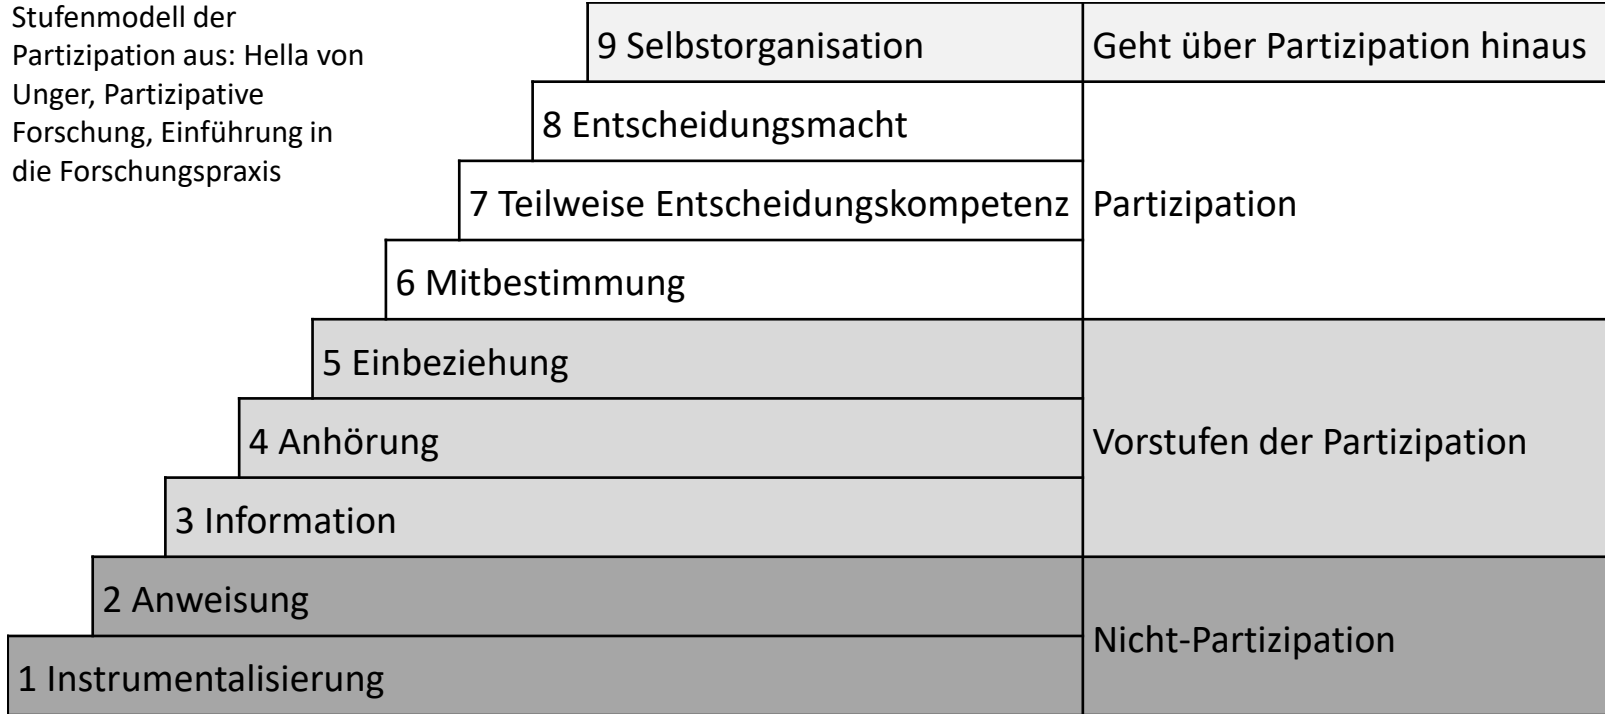 Stufenmodell der
Partizipation aus: Hella von
Unger, Partizipative
Forschung, Einführung in
die Forschungspraxis
9 Selbstorganisation
Geht über Partizipation hinaus
8 Entscheidungsmacht
7 Teilweise Entscheidungskompetenz
Partizipation
6 Mitbestimmung
5 Einbeziehung
4 Anhörung
Vorstufen der Partizipation
3 Information
2 Anweisung
Nicht-Partizipation
1 Instrumentalisierung